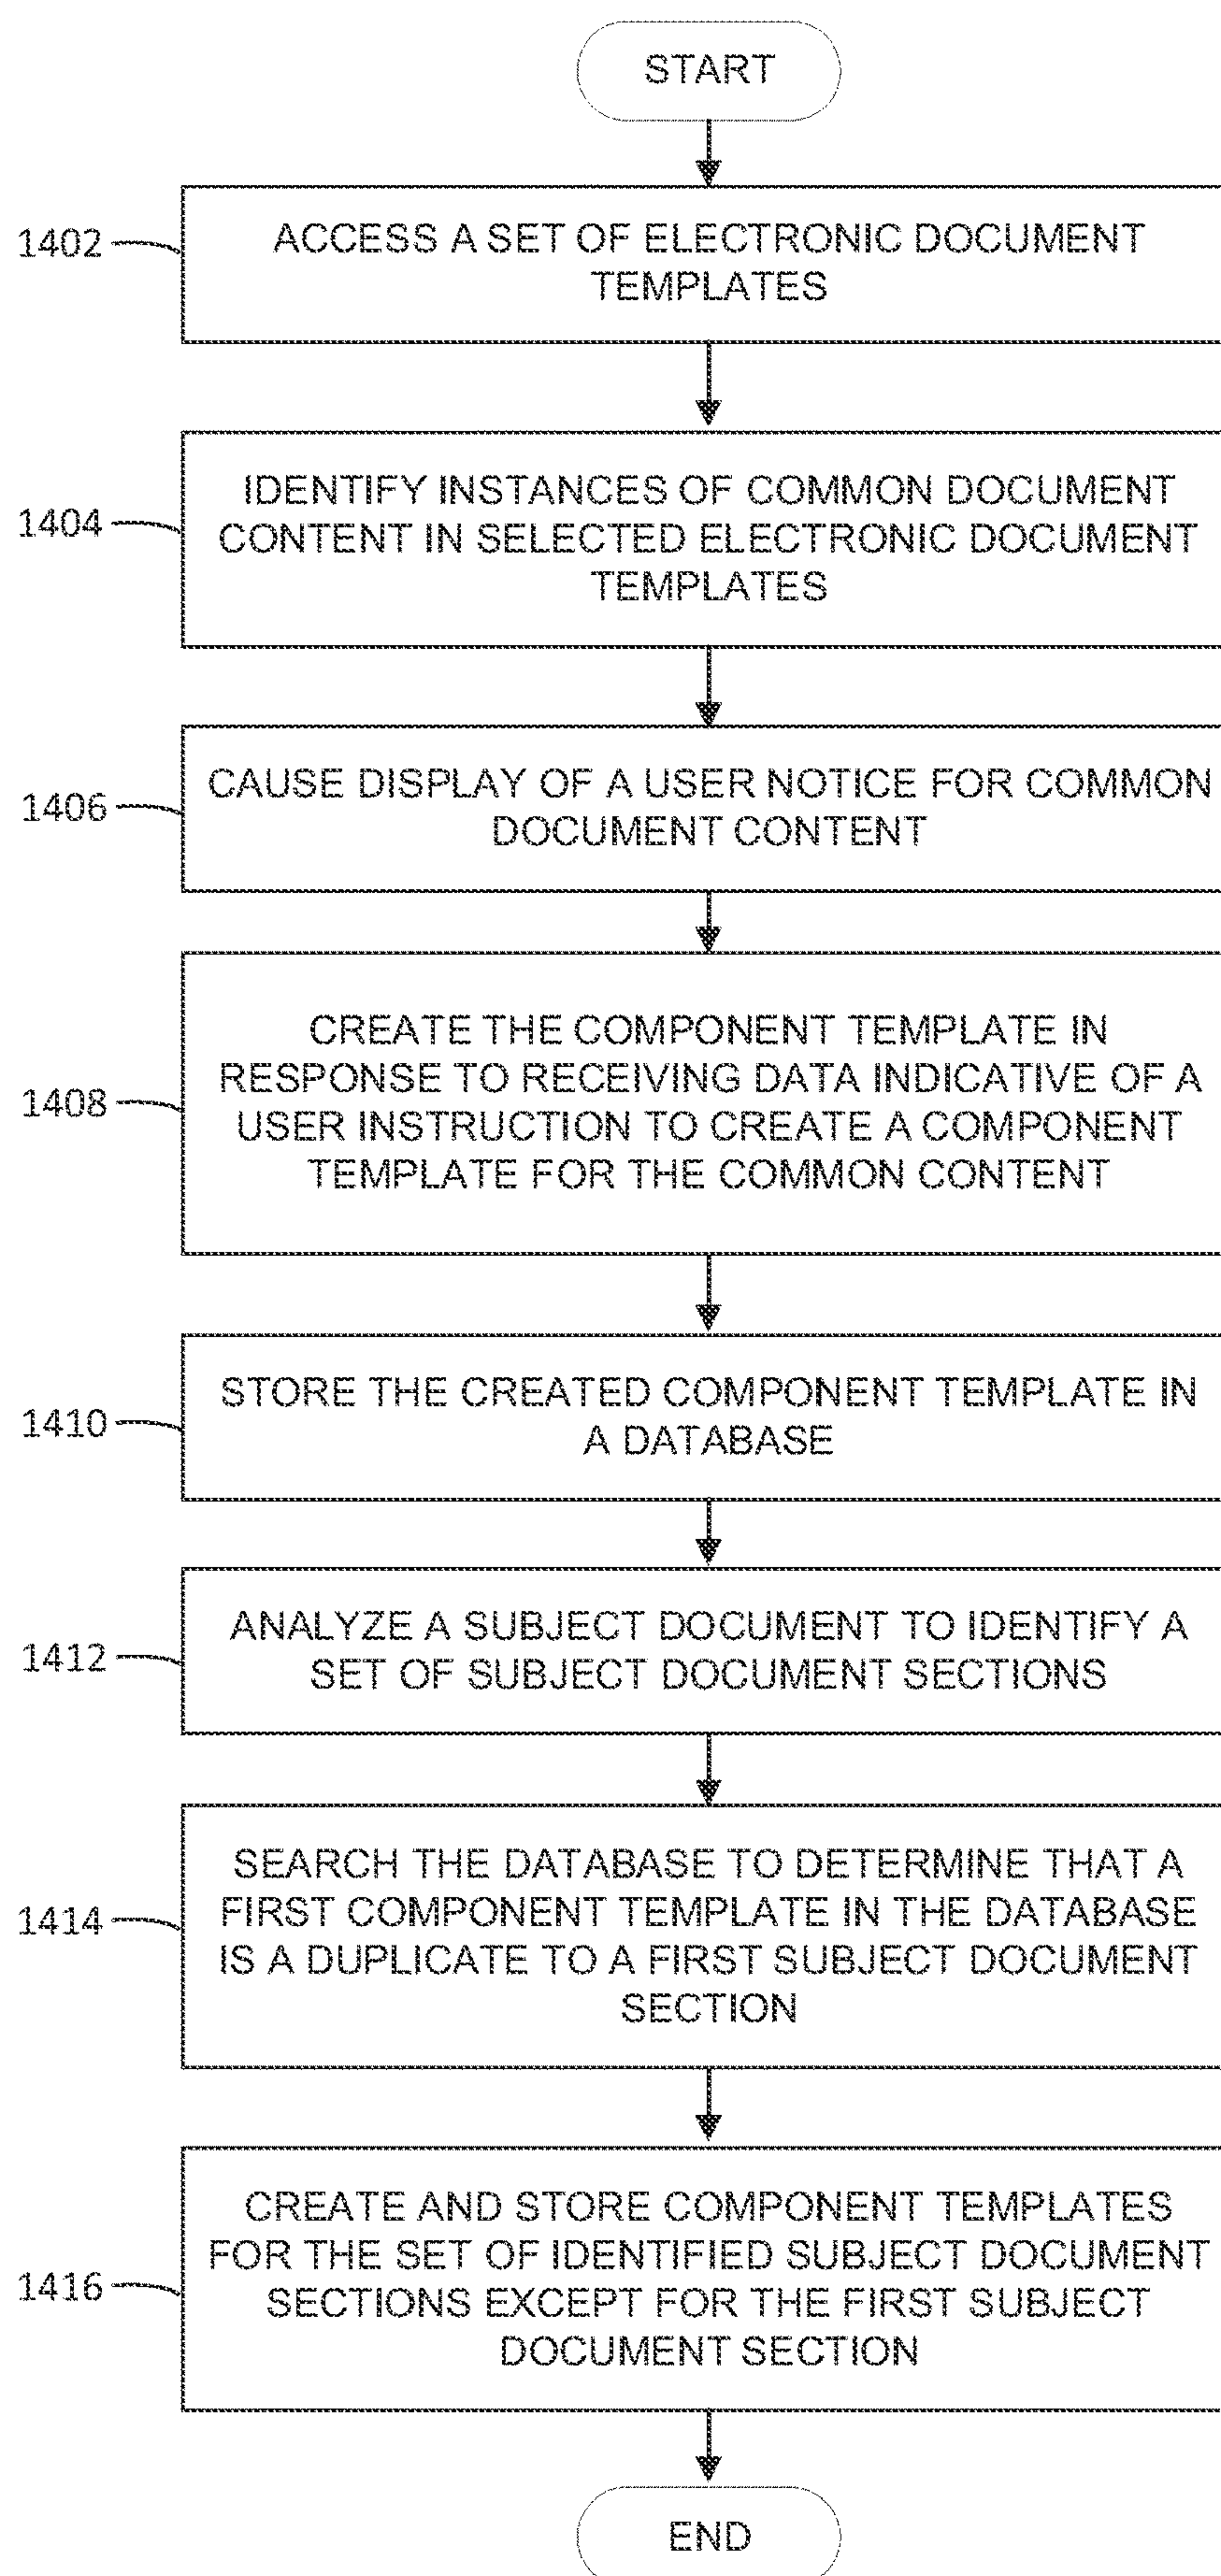 START
1402
ACCESS A SET OF ELECTRONIC DOCUMENT
TEMPLATES
1404
IDENTIFY INSTANCES OF COMMON DOCUMENT
CONTENT IN SELECTED ELECTRONIC DOCUMENT
TEMPLATES
1406
CAUSE DISPLAY OF A USER NOTICE FOR COMMON
DOCUMENT CONTENT
1408
CREATE THE COMPONENT TEMPLATE IN
RESPONSE TO RECEIVING DATA INDICATIVE OF A
USER INSTRUCTION TO CREATE A COMPONENT
TEMPLATE FOR THE COMMON CONTENT
1410
STORE THE CREATED COMPONENT TEMPLATE IN
A DATABASE
1412
ANALYZE A SUBJECT DOCUMENT TO IDENTIFY A
SET OF SUBJECT DOCUMENT SECTIONS
1414
SEARCH THE DATABASE TO DETERMINE THAT A
FIRST COMPONENT TEMPLATE IN THE DATABASE
IS A DUPLICATE TO A FIRST SUBJECT DOCUMENT
SECTION
1416
CREATE AND STORE COMPONENT TEMPLATES
FOR THE SET OF IDENTIFIED SUBJECT DOCUMENT
SECTIONS EXCEPT FOR THE FIRST SUBJECT
DOCUMENT SECTION
END